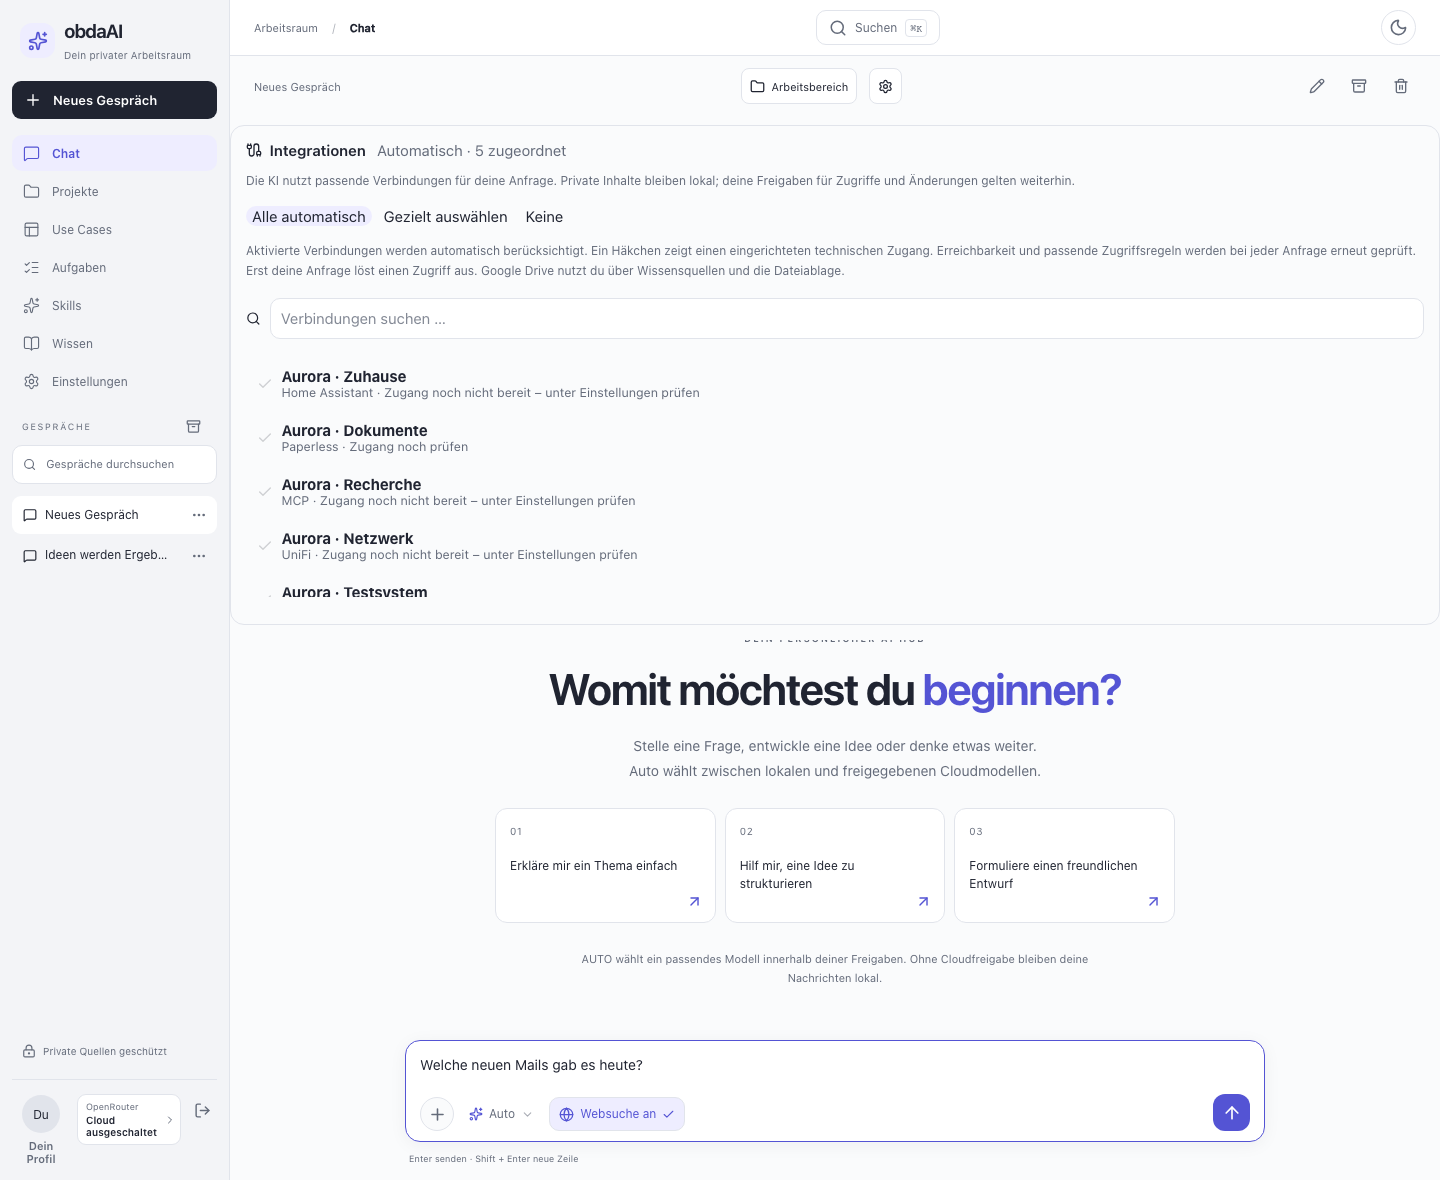 obdaAI
Dein privater Arbeitsraum
Neues Gespräch
Chat
Projekte
Use Cases
Aufgaben
Skills
Wissen
Einstellungen
GESPRÄCHE
Gespräche durchsuchen
Neues Gespräch
Ideen werden Ergeb...
Private Quellen geschützt
Du
Dein
Profil
OpenRouter
Cloud
ausgeschaltet
Arbeitsraum / Chat
Suchen ⌘K
Neues Gespräch
Arbeitsbereich
Integrationen Automatisch · 5 zugeordnet
Die KI nutzt passende Verbindungen für deine Anfrage. Private Inhalte bleiben lokal; deine Freigaben für Zugriffe und Änderungen gelten weiterhin.
Alle automatisch Gezielt auswählen Keine
Aktivierte Verbindungen werden automatisch berücksichtigt. Ein Häkchen zeigt einen eingerichteten technischen Zugang. Erreichbarkeit und passende Zugriffsregeln werden bei jeder Anfrage erneut geprüft.
Erst deine Anfrage löst einen Zugriff aus. Google Drive nutzt du über Wissensquellen und die Dateiablage.
Verbindungen suchen ...
Aurora · Zuhause
Home Assistant · Zugang noch nicht bereit – unter Einstellungen prüfen
Aurora · Dokumente
Paperless · Zugang noch prüfen
Aurora · Recherche
MCP · Zugang noch nicht bereit – unter Einstellungen prüfen
Aurora · Netzwerk
UniFi · Zugang noch nicht bereit – unter Einstellungen prüfen
Aurora · Testsystem
DEIN PERSÖNLICHER AI HUB
Womit möchtest du beginnen?
Stelle eine Frage, entwickle eine Idee oder denke etwas weiter.
Auto wählt zwischen lokalen und freigegebenen Cloudmodellen.
01
Erkläre mir ein Thema einfach
02
Hilf mir, eine Idee zu
strukturieren
03
Formuliere einen freundlichen
Entwurf
AUTO wählt ein passendes Modell innerhalb deiner Freigaben. Ohne Cloudfreigabe bleiben deine
Nachrichten lokal.
Welche neuen Mails gab es heute?
Auto
Websuche an
Enter senden · Shift + Enter neue Zeile